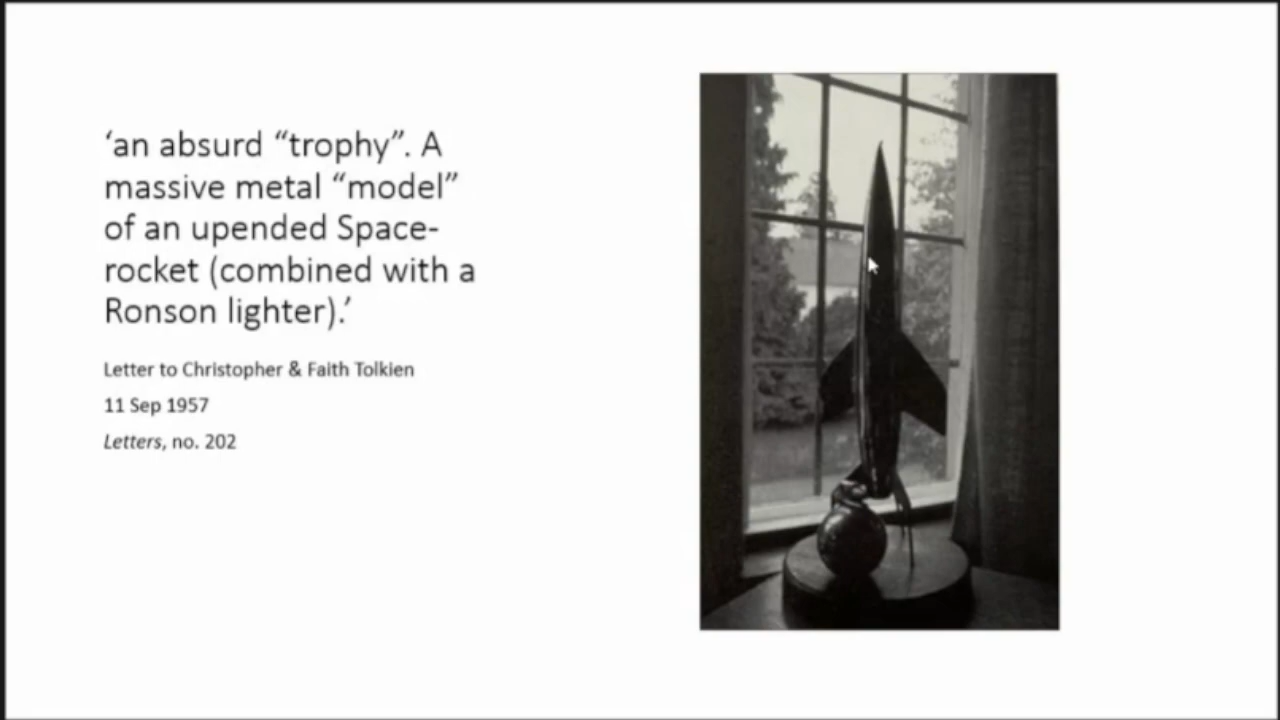 ‘an absurd “trophy”. A
massive metal “model”
of an upended Space-
rocket (combined with a
Ronson lighter).’
Letter to Christopher & Faith Tolkien
11 Sep 1957
Letters, no. 202